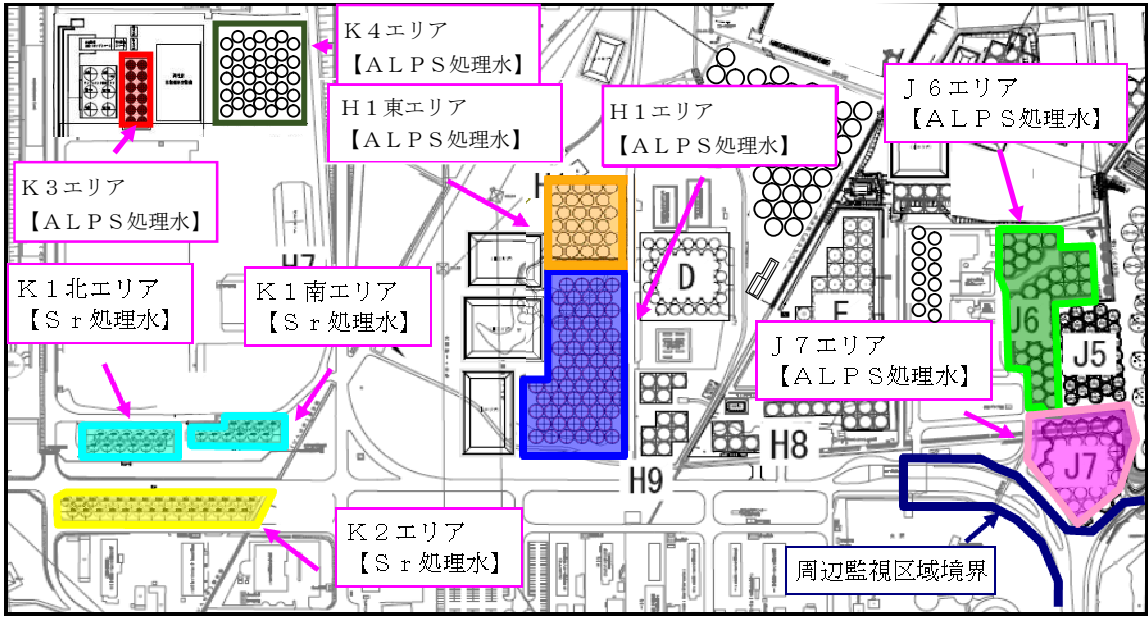 K4エリア
【ALPS処理水】
H1東エリア
【ALPS処理水】
H1エリア
【ALPS処理水】
J6エリア
【ALPS処理水】
K3エリア
【ALPS処理水】
K1北エリア
【Sr処理水】
H7
K1南エリア
【Sr処理水】
D
J6
J5
J7エリア
【ALPS処理水】
H8
H9
J7
K2エリア
【Sr処理水】
周辺監視区域境界